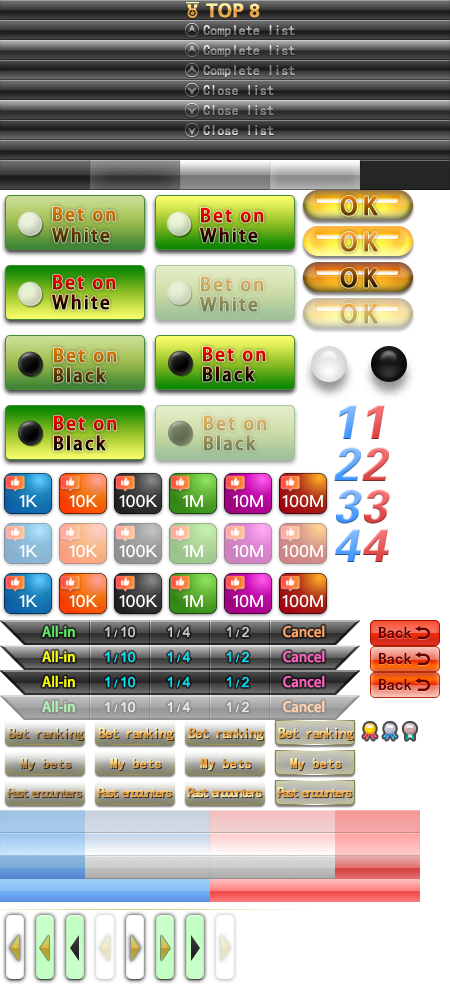 TOP 8
Complete list
Complete list
Complete list
Close list
Close list
Close list
Bet on White
Bet on White
OK
OK
Bet on White
Bet on White
OK
OK
Bet on Black
Bet on Black
Bet on Black
Bet on Black
11
22
33
44
1K 10K 100K 1M 10M 100M
1K 10K 100K 1M 10M 100M
1K 10K 100K 1M 10M 100M
All-in 1/10 1/4 1/2 Cancel Back
All-in 1/10 1/4 1/2 Cancel Back
All-in 1/10 1/4 1/2 Cancel Back
All-in 1/10 1/4 1/2 Cancel
Bet ranking Bet ranking Bet ranking Bet ranking
My bets My bets My bets My bets
Past encounters Past encounters Past encounters Past encounters